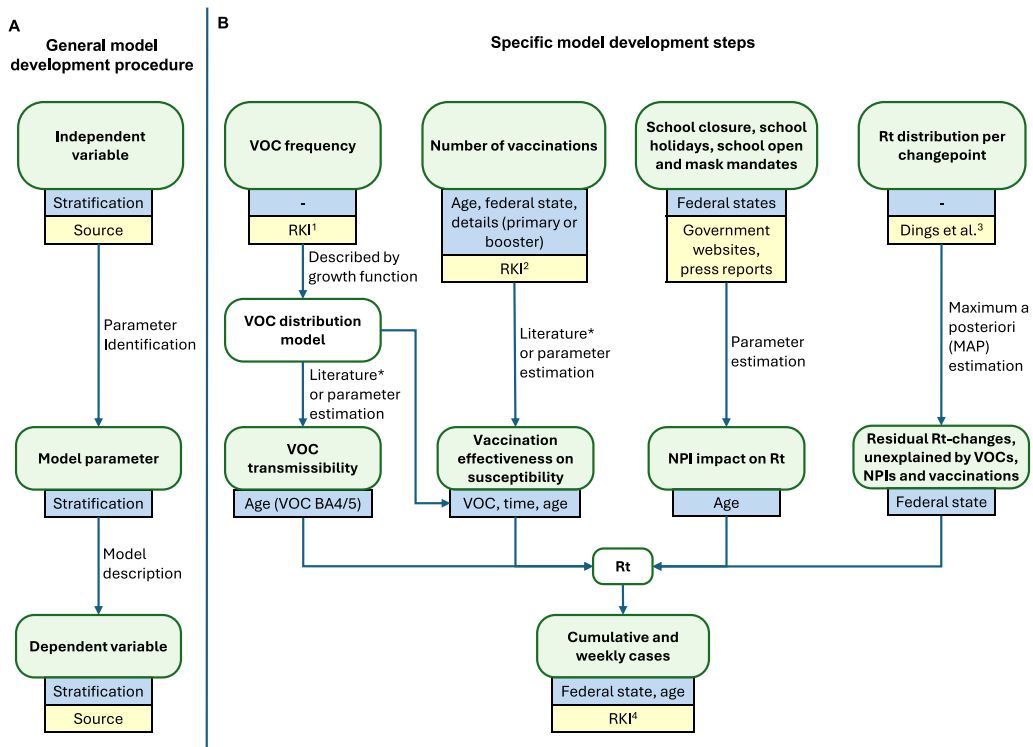 A
General model
development procedure
Independent
variable
Stratification
Source
Parameter
Identification
Model parameter
Stratification
Model
description
Dependent variable
Stratification
Source
B
Specific model development steps
VOC frequency
-
RKI¹
Described by
growth function
VOC distribution
model
Literature*
or parameter
estimation
VOC
transmissibility
Age (VOC BA4/5)
Number of vaccinations
Age, federal state,
details (primary or
booster)
RKI²
Literature*
or parameter
estimation
Vaccination
effectiveness on
susceptibility
VOC, time, age
School closure, school
holidays, school open
and mask mandates
Federal states
Government
websites,
press reports
Parameter
estimation
NPI impact on Rt
Age
Rt distribution per
changepoint
-
Dings et al.³
Maximum a
posteriori
(MAP)
estimation
Residual Rt-changes,
unexplained by VOCs,
NPIs and vaccinations
Federal state
Rt
Cumulative and
weekly cases
Federal state, age
RKI⁴